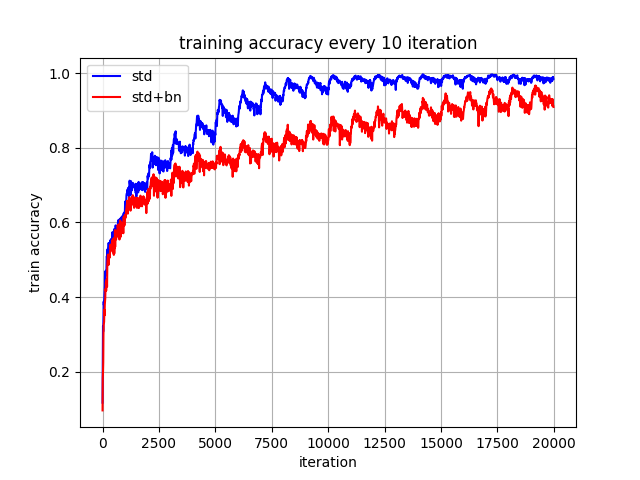 training accuracy every 10 iteration
std
std+bn
1.0
0.8
0.6
0.4
0.2
train accuracy
0 2500 5000 7500 10000 12500 15000 17500 20000
iteration